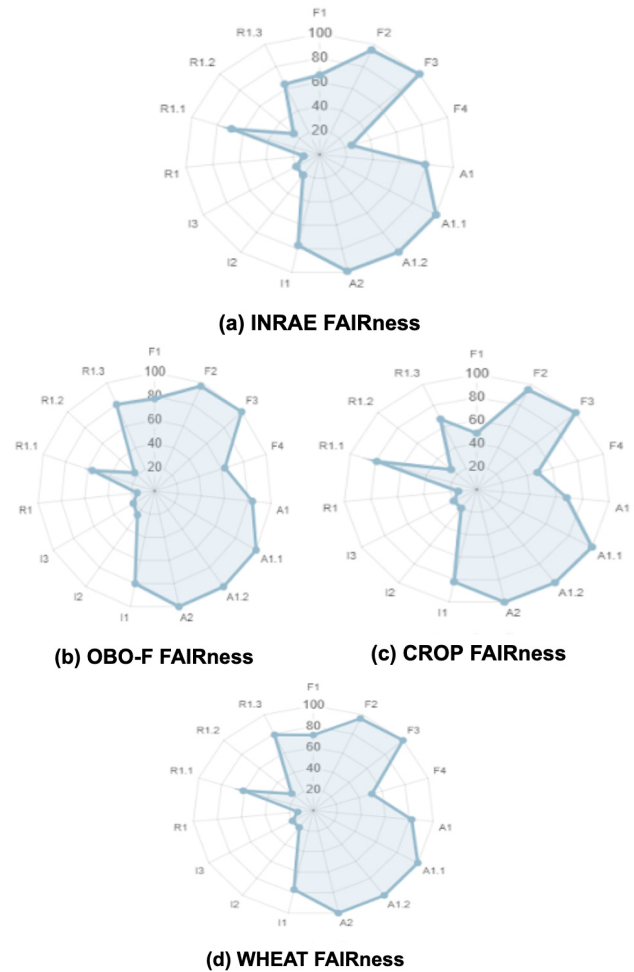 F1
R1.3 100 F2
R1.2 80 F3
60
R1.1 40 F4
20
R1 A1
I3 A1.1
I2 A1.2
I1 A2
(a) INRAE FAIRness
F1
R1.3 100 F2
R1.2 80 F3
60
R1.1 40 F4
20
R1 A1
I3 A1.1
I2 A1.2
I1 A2
(b) OBO-F FAIRness
F1
R1.3 100 F2
R1.2 80 F3
60
R1.1 40 F4
20
R1 A1
I3 A1.1
I2 A1.2
I1 A2
(c) CROP FAIRness
F1
R1.3 100 F2
R1.2 80 F3
60
R1.1 40 F4
20
R1 A1
I3 A1.1
I2 A1.2
I1 A2
(d) WHEAT FAIRness